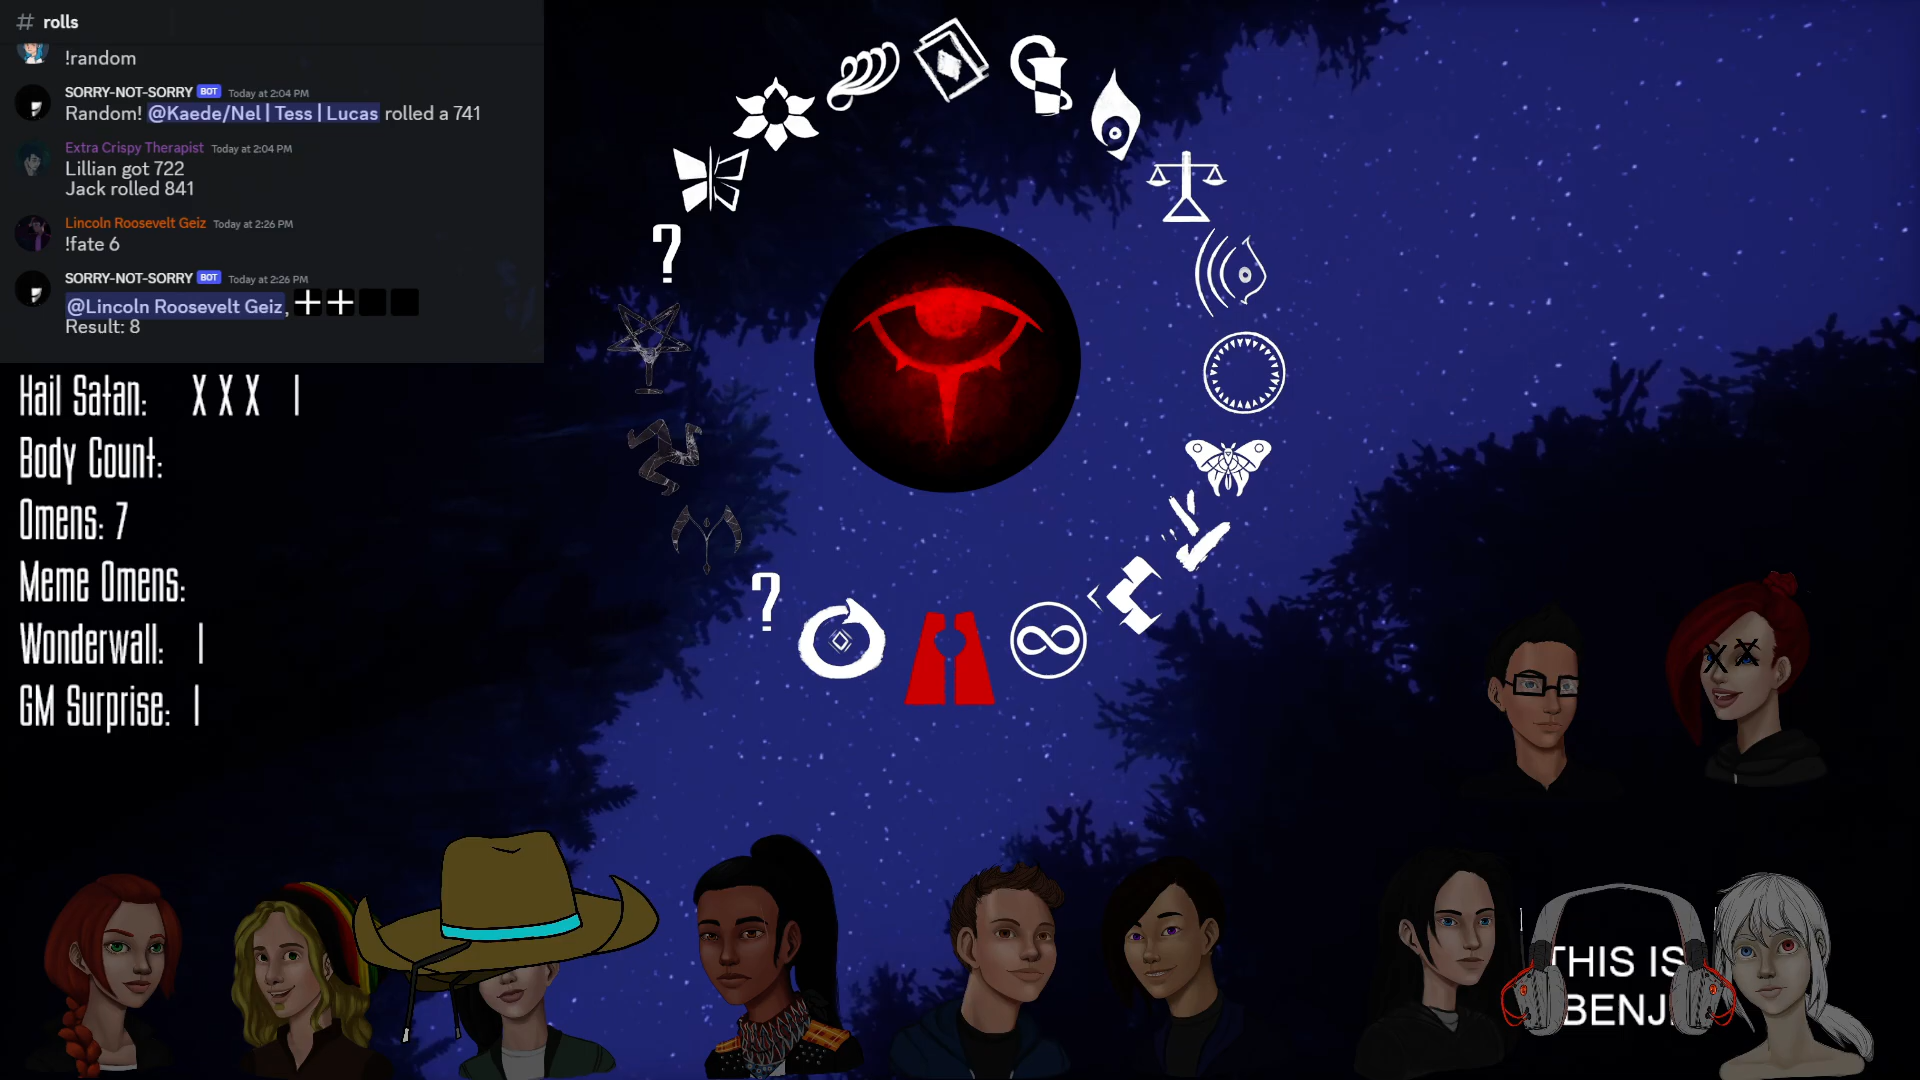 # rolls
!random
SORRY-NOT-SORRY BOT Today at 2:04 PM
Random! @Kaede/Nel | Tess | Lucas rolled a 741
Extra Crispy Therapist Today at 2:04 PM
Lillian got 722
Jack rolled 841
Lincoln Roosevelt Geiz Today at 2:26 PM
!fate 6
SORRY-NOT-SORRY BOT Today at 2:26 PM
@Lincoln Roosevelt Geiz,
Result: 8
Hail Satan: X X X |
Body Count:
Omens: 7
Meme Omens:
Wonderwall: |
GM Surprise: |
?
?
THIS IS
BENJI